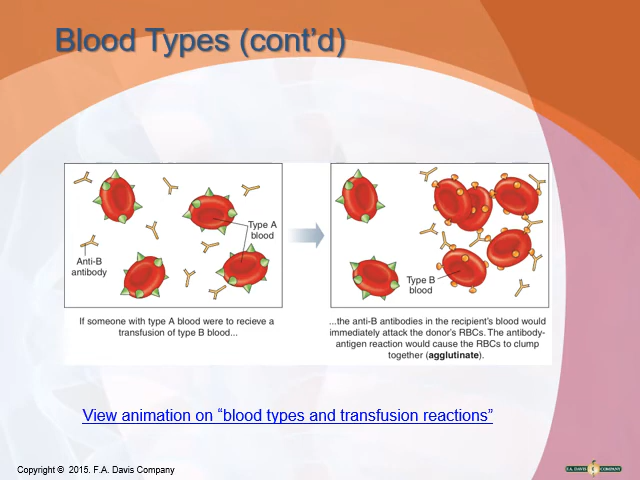 Blood Types (cont’d)
Type A
blood
Anti-B
antibody
Type B
blood
If someone with type A blood were to recieve a
transfusion of type B blood...
...the anti-B antibodies in the recipient's blood would
immediately attack the donor's RBCs. The antibody-
antigen reaction would cause the RBCs to clump
together (agglutinate).
View animation on “blood types and transfusion reactions”
Copyright © 2015. F.A. Davis Company
F.A. DAVIS COMPANY